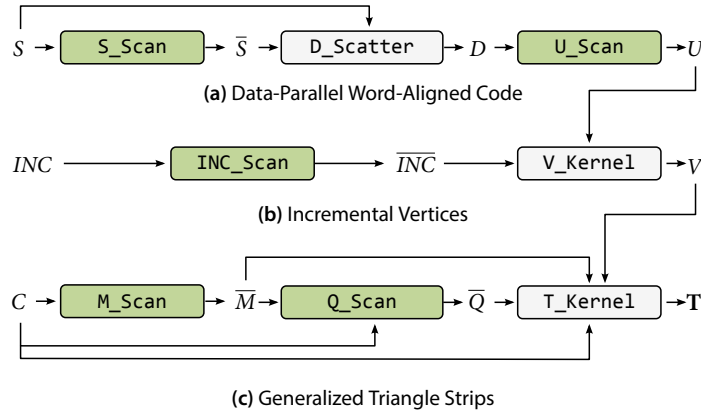 S S_Scan S̅ D_Scatter D U_Scan U
(a) Data-Parallel Word-Aligned Code
INC INC_Scan I̅N̅C̅ V_Kernel V
(b) Incremental Vertices
C M_Scan M̅ Q_Scan Q̅ T_Kernel T
(c) Generalized Triangle Strips